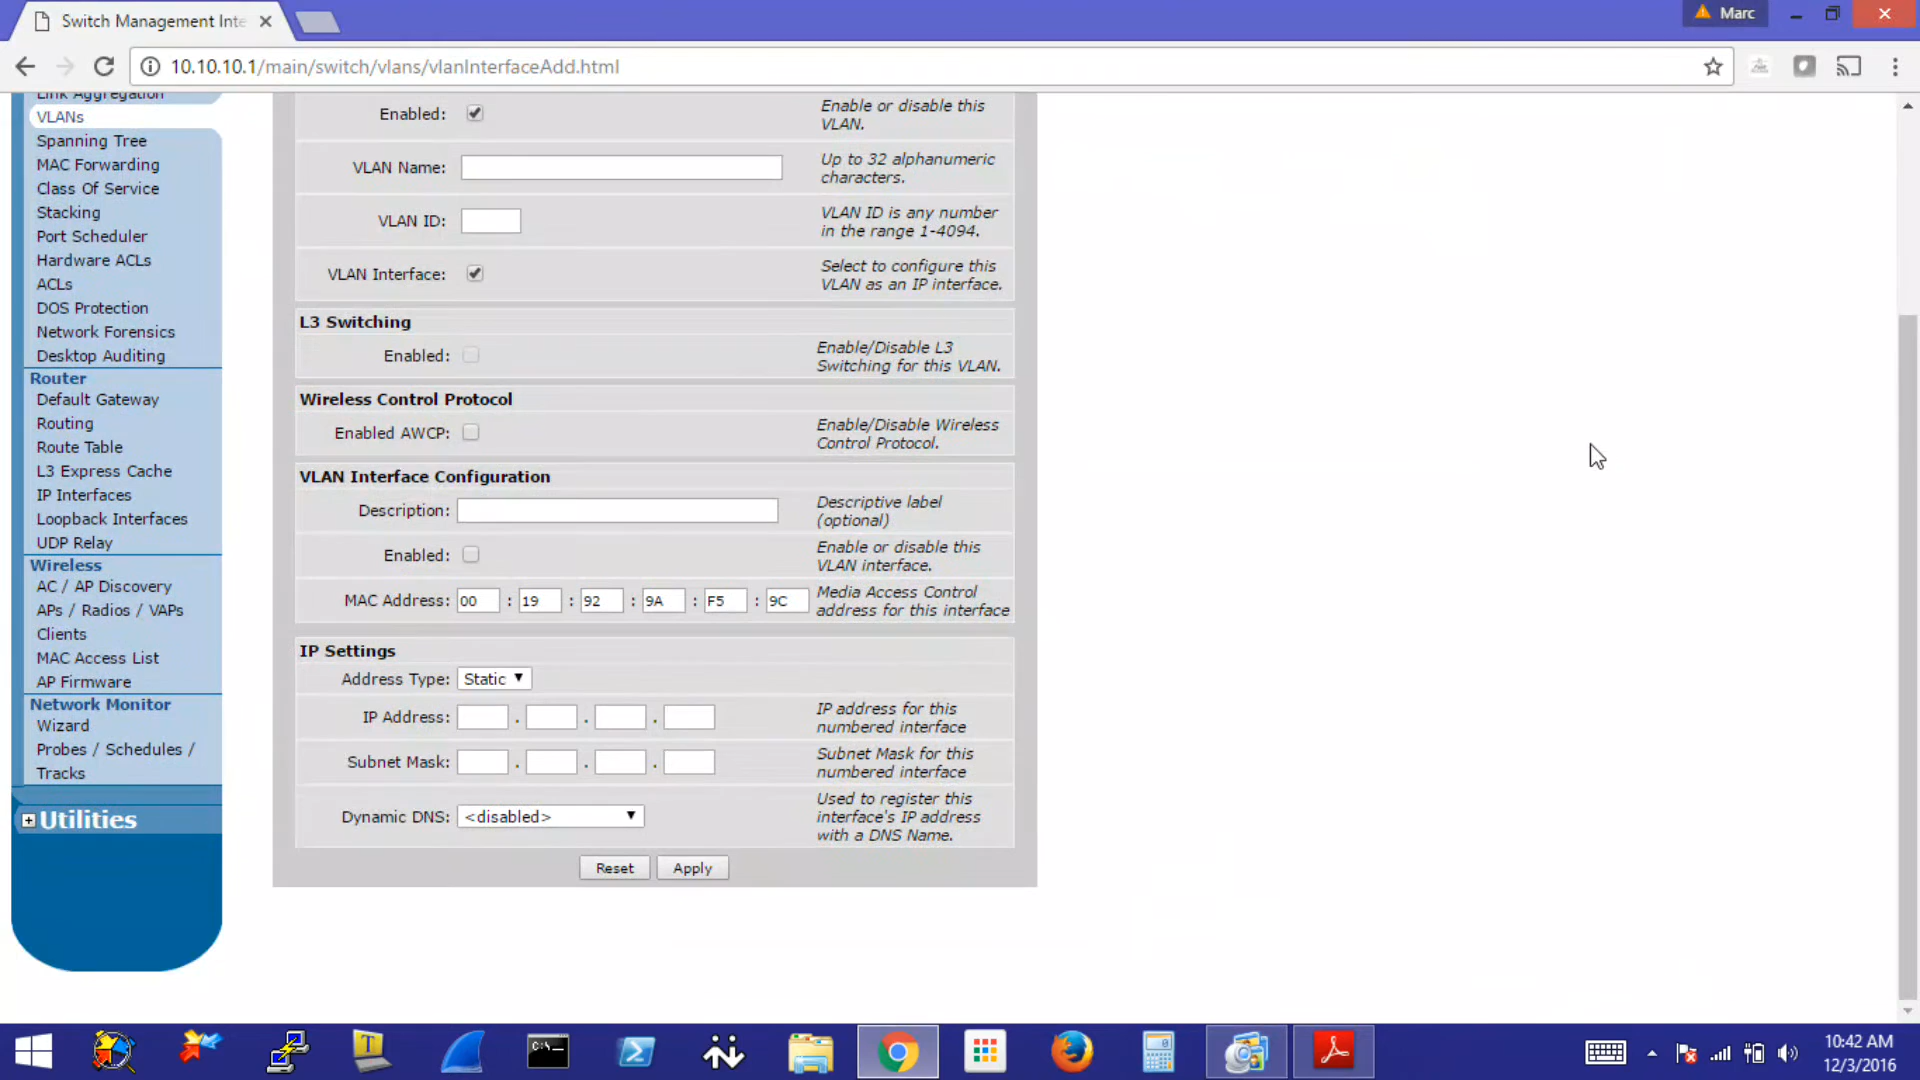 Switch Management Inte
Marc
10.10.10.1/main/switch/vlans/vlanInterfaceAdd.html
Link Aggregation
VLANs
Spanning Tree
MAC Forwarding
Class Of Service
Stacking
Port Scheduler
Hardware ACLs
ACLs
DOS Protection
Network Forensics
Desktop Auditing
Router
Default Gateway
Routing
Route Table
L3 Express Cache
IP Interfaces
Loopback Interfaces
UDP Relay
Wireless
AC / AP Discovery
APs / Radios / VAPs
Clients
MAC Access List
AP Firmware
Network Monitor
Wizard
Probes / Schedules /
Tracks
Utilities
Enabled:
Enable or disable this
VLAN.
VLAN Name:
Up to 32 alphanumeric
characters.
VLAN ID:
VLAN ID is any number
in the range 1-4094.
VLAN Interface:
Select to configure this
VLAN as an IP interface.
L3 Switching
Enabled:
Enable/Disable L3
Switching for this VLAN.
Wireless Control Protocol
Enabled AWCP:
Enable/Disable Wireless
Control Protocol.
VLAN Interface Configuration
Description:
Descriptive label
(optional)
Enabled:
Enable or disable this
VLAN interface.
MAC Address: 00 : 19 : 92 : 9A : F5 : 9C
Media Access Control
address for this interface
IP Settings
Address Type: Static
IP Address: . . .
IP address for this
numbered interface
Subnet Mask: . . .
Subnet Mask for this
numbered interface
Dynamic DNS: <disabled>
Used to register this
interface's IP address
with a DNS Name.
Reset Apply
10:42 AM
12/3/2016